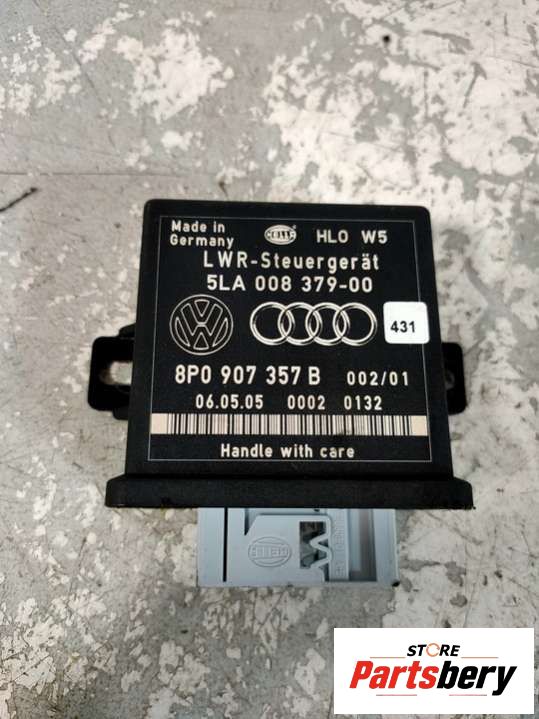 Made in
Germany
HELLA
HLO W5
LWR-Steuergerät
5LA 008 379-00
431
8P0 907 357 B 002/01
06.05.05 0002 0132
Handle with care
HELLA
STORE
Partsbery